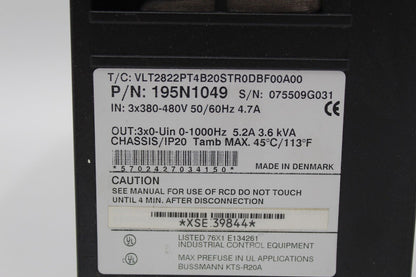 T/C: VLT2822PT4B20STR0DBF00A00
P/N: 195N1049 S/N: 075509G031
IN: 3x380-480V 50/60Hz 4.7A
CE
OUT:3x0-Uin 0-1000Hz 5.2A 3.6 kVA
CHASSIS/IP20 Tamb MAX. 45°C/113°F
*5702427034150*
MADE IN DENMARK
CAUTION
SEE MANUAL FOR USE OF RCD DO NOT TOUCH
UNTIL 4 MIN. AFTER DISCONNECTION
*XSE.39844*
UL
LISTED 76X1 E134261
INDUSTRIAL CONTROL EQUIPMENT
UL
MAX PREFUSE IN UL APPLICATIONS
BUSSMANN KTS-R20A